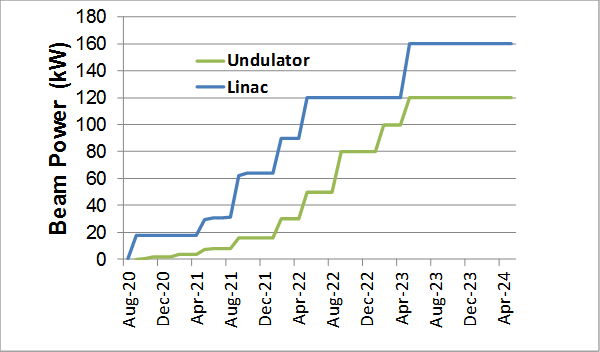 180
160
140
120
100
80
60
40
20
0
Beam Power (kW)
Undulator
Linac
Aug-20
Dec-20
Apr-21
Aug-21
Dec-21
Apr-22
Aug-22
Dec-22
Apr-23
Aug-23
Dec-23
Apr-24